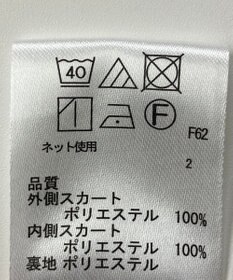 40
F
F62
ネット使用
2
品質
外側スカート
ポリエステル 100%
内側スカート
ポリエステル 100%
裏地 ポリエステル 100%